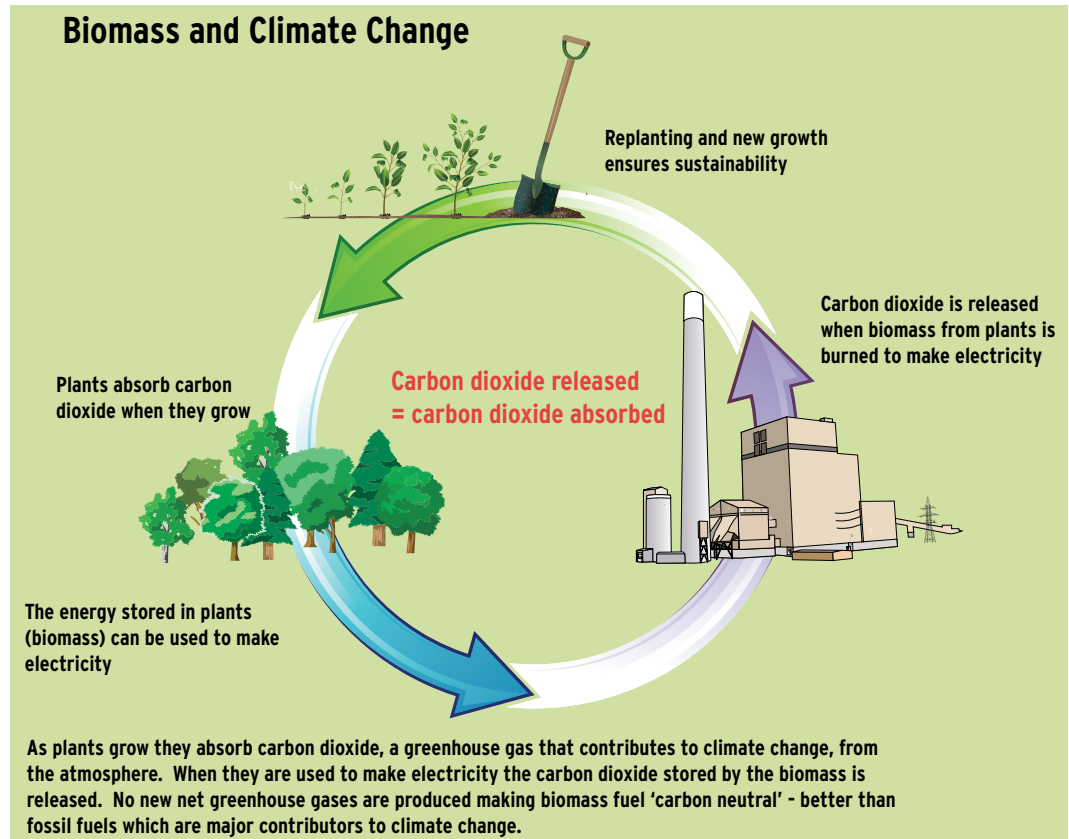 Biomass and Climate Change
Replanting and new growth
ensures sustainability
Carbon dioxide is released
when biomass from plants is
burned to make electricity
Carbon dioxide released
= carbon dioxide absorbed
Plants absorb carbon
dioxide when they grow
The energy stored in plants
(biomass) can be used to make
electricity
As plants grow they absorb carbon dioxide, a greenhouse gas that contributes to climate change, from
the atmosphere.  When they are used to make electricity the carbon dioxide stored by the biomass is
released.  No new net greenhouse gases are produced making biomass fuel ‘carbon neutral’ - better than
fossil fuels which are major contributors to climate change.